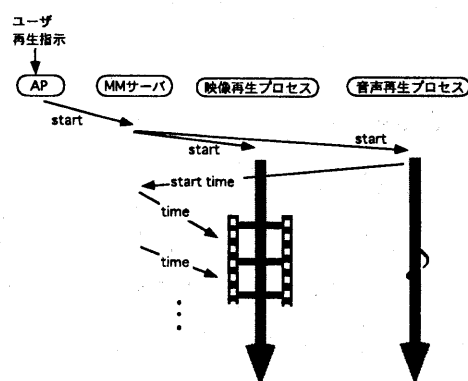 ユーザ
再生指示
AP
MMサーバ
映像再生プロセス
音声再生プロセス
start
start
start
start time
time
time